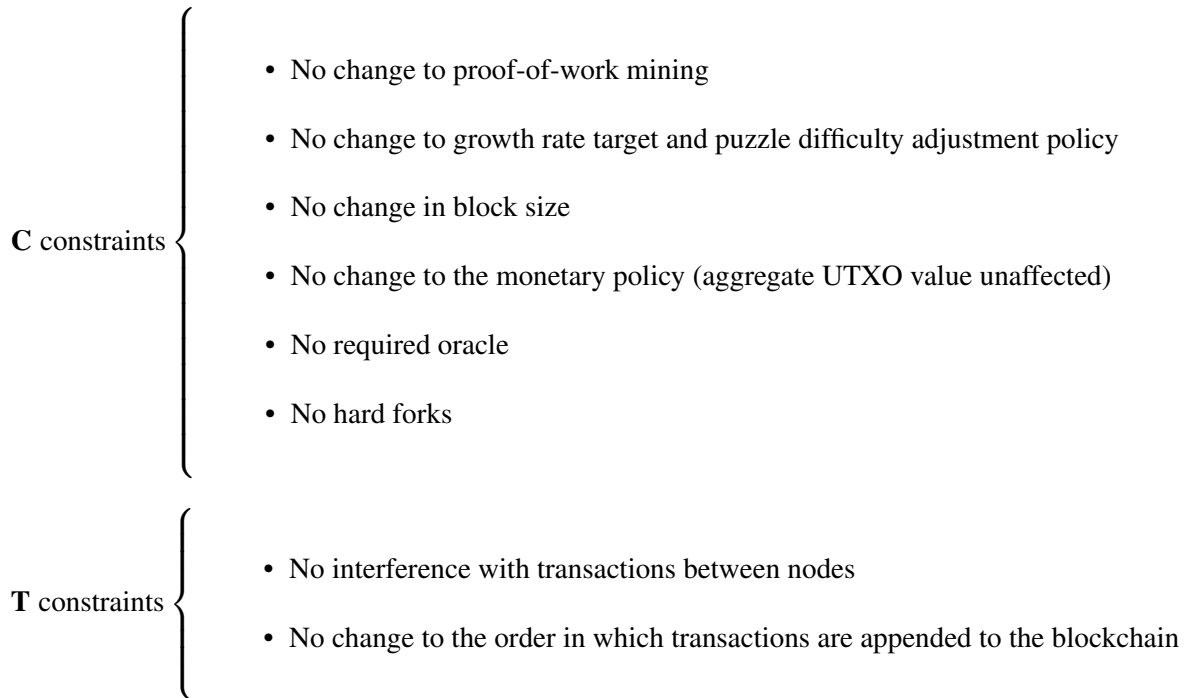 C constraints
• No change to proof-of-work mining
• No change to growth rate target and puzzle difficulty adjustment policy
• No change in block size
• No change to the monetary policy (aggregate UTXO value unaffected)
• No required oracle
• No hard forks
T constraints
• No interference with transactions between nodes
• No change to the order in which transactions are appended to the blockchain